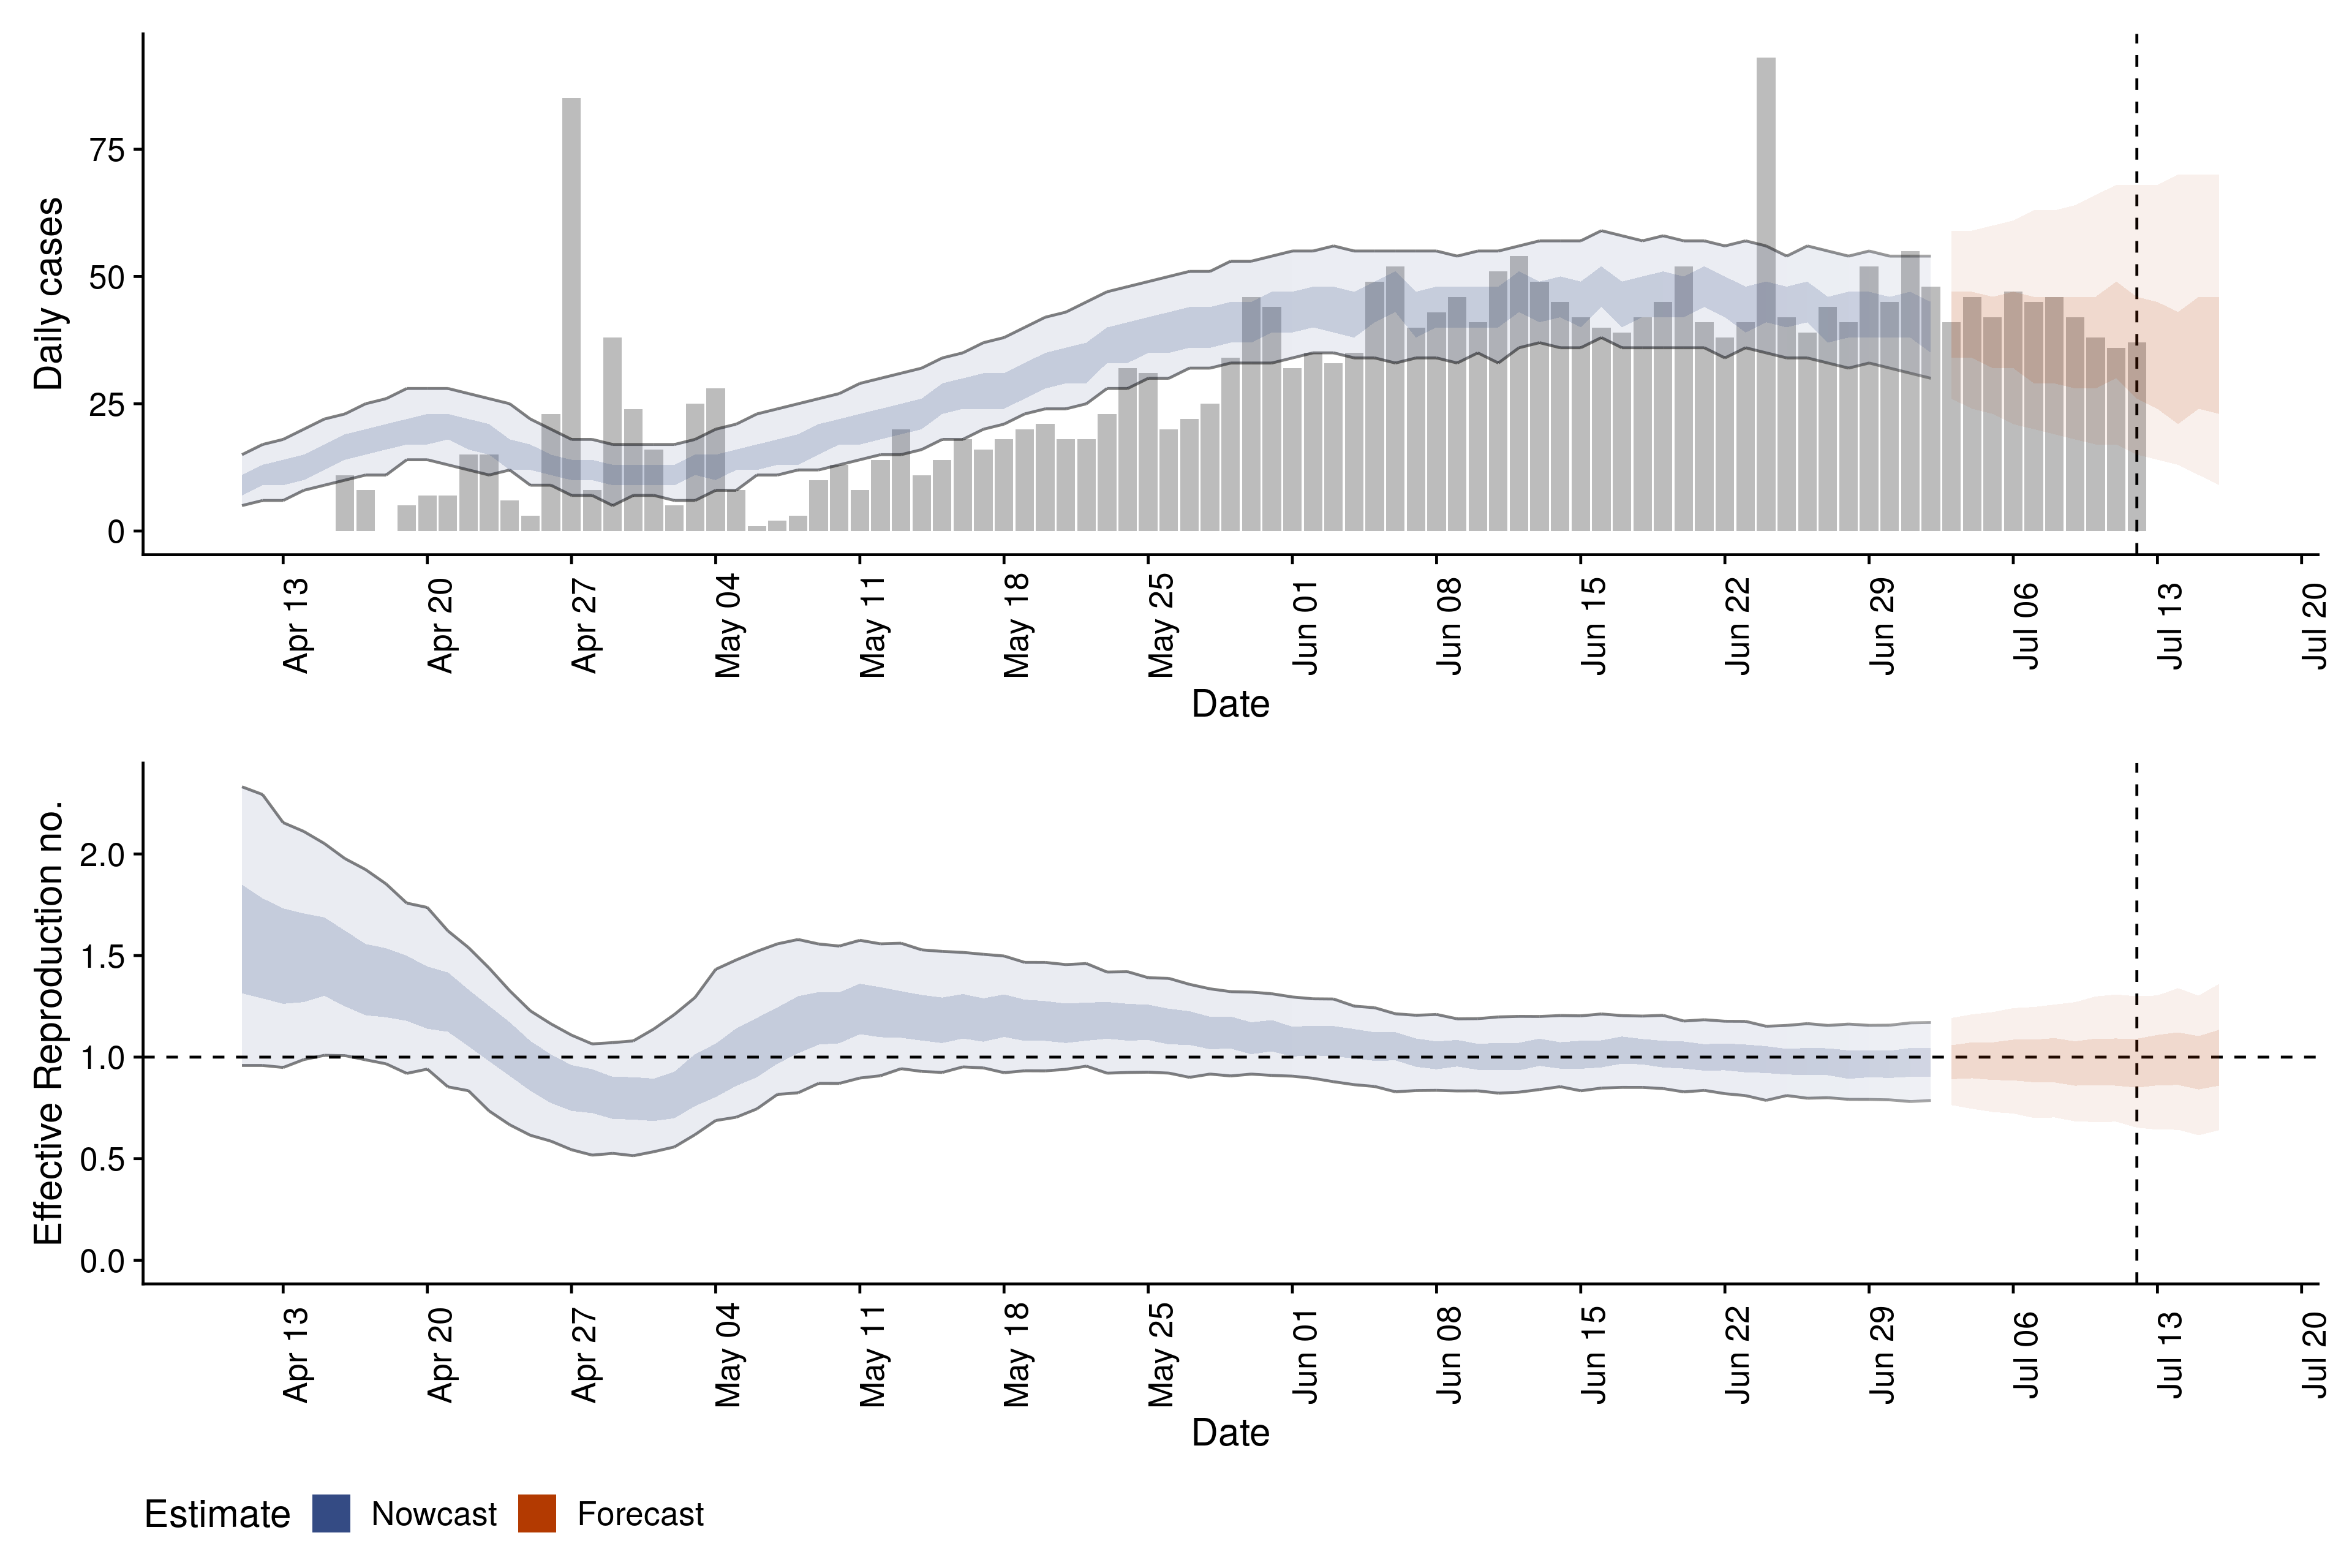 Daily cases
75
50
25
0
Apr 13
Apr 20
Apr 27
May 04
May 11
May 18
May 25
Jun 01
Jun 08
Jun 15
Jun 22
Jun 29
Jul 06
Jul 13
Jul 20
Date
Effective Reproduction no.
2.0
1.5
1.0
0.5
0.0
Apr 13
Apr 20
Apr 27
May 04
May 11
May 18
May 25
Jun 01
Jun 08
Jun 15
Jun 22
Jun 29
Jul 06
Jul 13
Jul 20
Date
Estimate Nowcast Forecast